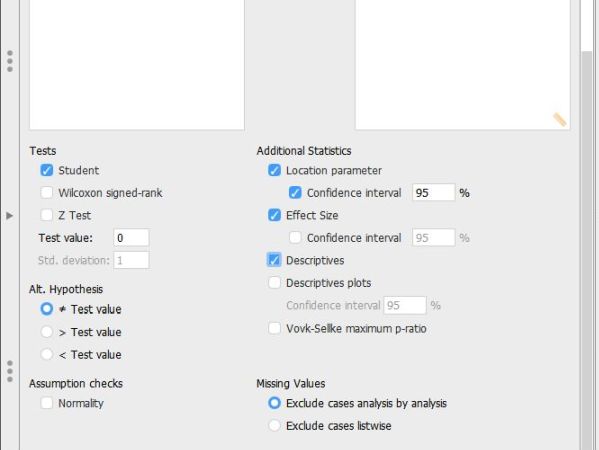 Tests
Student
Wilcoxon signed-rank
Z Test
Test value: 0
Std. deviation: 1
Alt. Hypothesis
≠ Test value
> Test value
< Test value
Assumption checks
Normality
Additional Statistics
Location parameter
Confidence interval 95 %
Effect Size
Confidence interval 95 %
Descriptives
Descriptives plots
Confidence interval 95 %
Vovk-Sellke maximum p-ratio
Missing Values
Exclude cases analysis by analysis
Exclude cases listwise